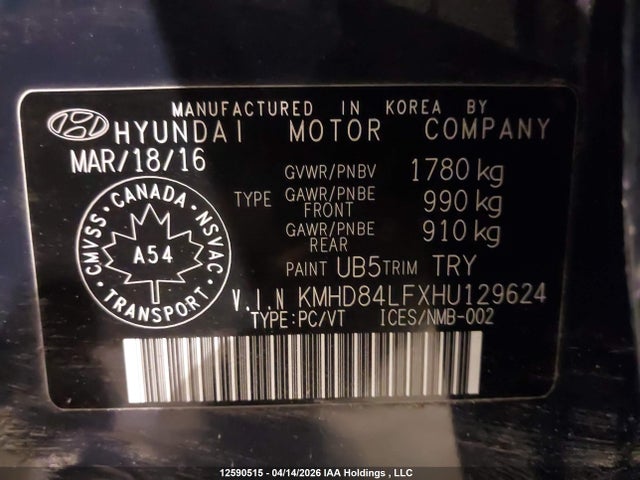 MANUFACTURED IN KOREA BY
HYUNDAI MOTOR COMPANY
MAR/18/16
GVWR/PNBV 1780 kg
TYPE GAWR/PNBE FRONT 990 kg
GAWR/PNBE REAR 910 kg
CANADA
CMVSS NSVAC
A54
TRANSPORT
PAINT UB5 TRIM TRY
V.I.N KMHD84LFXHU129624
TYPE:PC/VT ICES/NMB-002
12590515 - 04/14/2026 IAA Holdings , LLC